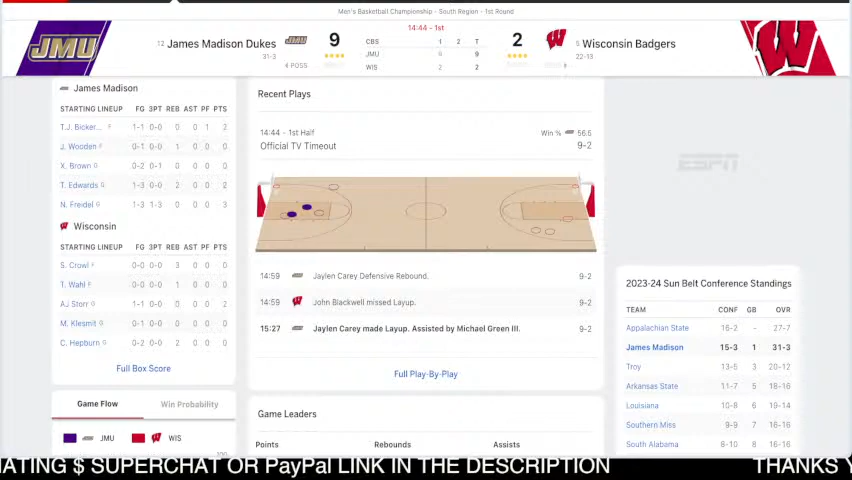 Men's Basketball Championship - South Region - 1st Round
JMU
12 James Madison Dukes
31-3
JMU
9
POSS
14:44 - 1st
CBS 1 2 T
JMU 9
WIS 2 2
2
5 Wisconsin Badgers
22-13
W
James Madison
STARTING LINEUP FG 3PT REB AST PF PTS
T.J. Bicker... F 1-1 0-0 0 0 1 2
J. Wooden F 0-1 0-0 1 0 0 0
X. Brown G 0-2 0-1 0 0 0 0
T. Edwards G 1-3 0-0 2 0 0 2
N. Freidel G 1-3 1-3 0 0 0 3
Wisconsin
STARTING LINEUP FG 3PT REB AST PF PTS
S. Crowl F 0-0 0-0 3 0 0 0
T. Wahl F 0-0 0-0 1 0 0 0
AJ Storr G 1-1 0-0 0 0 0 2
M. Klesmit G 0-1 0-0 0 0 0 0
C. Hepburn G 0-2 0-0 2 0 0 0
Full Box Score
Game Flow Win Probability
JMU WIS
100
Recent Plays
14:44 - 1st Half
Win % 56.5
Official TV Timeout
9-2
14:59 Jaylen Carey Defensive Rebound. 9-2
14:59 John Blackwell missed Layup. 9-2
15:27 Jaylen Carey made Layup. Assisted by Michael Green III. 9-2
Full Play-By-Play
Game Leaders
Points Rebounds Assists
ESPN
2023-24 Sun Belt Conference Standings
TEAM CONF GB OVR
Appalachian State 16-2 - 27-7
James Madison 15-3 1 31-3
Troy 13-5 3 20-12
Arkansas State 11-7 5 18-16
Louisiana 10-8 6 19-14
Southern Miss 9-9 7 16-16
South Alabama 8-10 8 16-16
ATING $ SUPERCHAT OR PayPal LINK IN THE DESCRIPTION THANKS Y